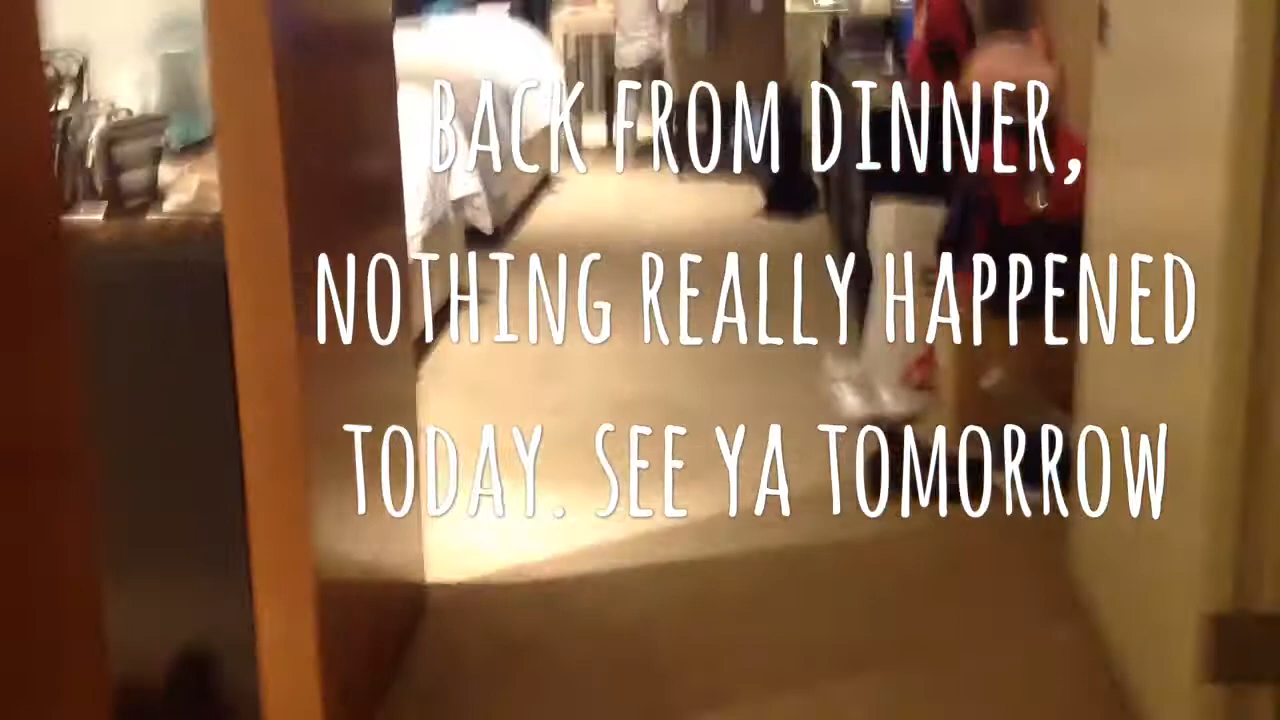 BACK FROM DINNER,
NOTHING REALLY HAPPENED
TODAY. SEE YA TOMORROW